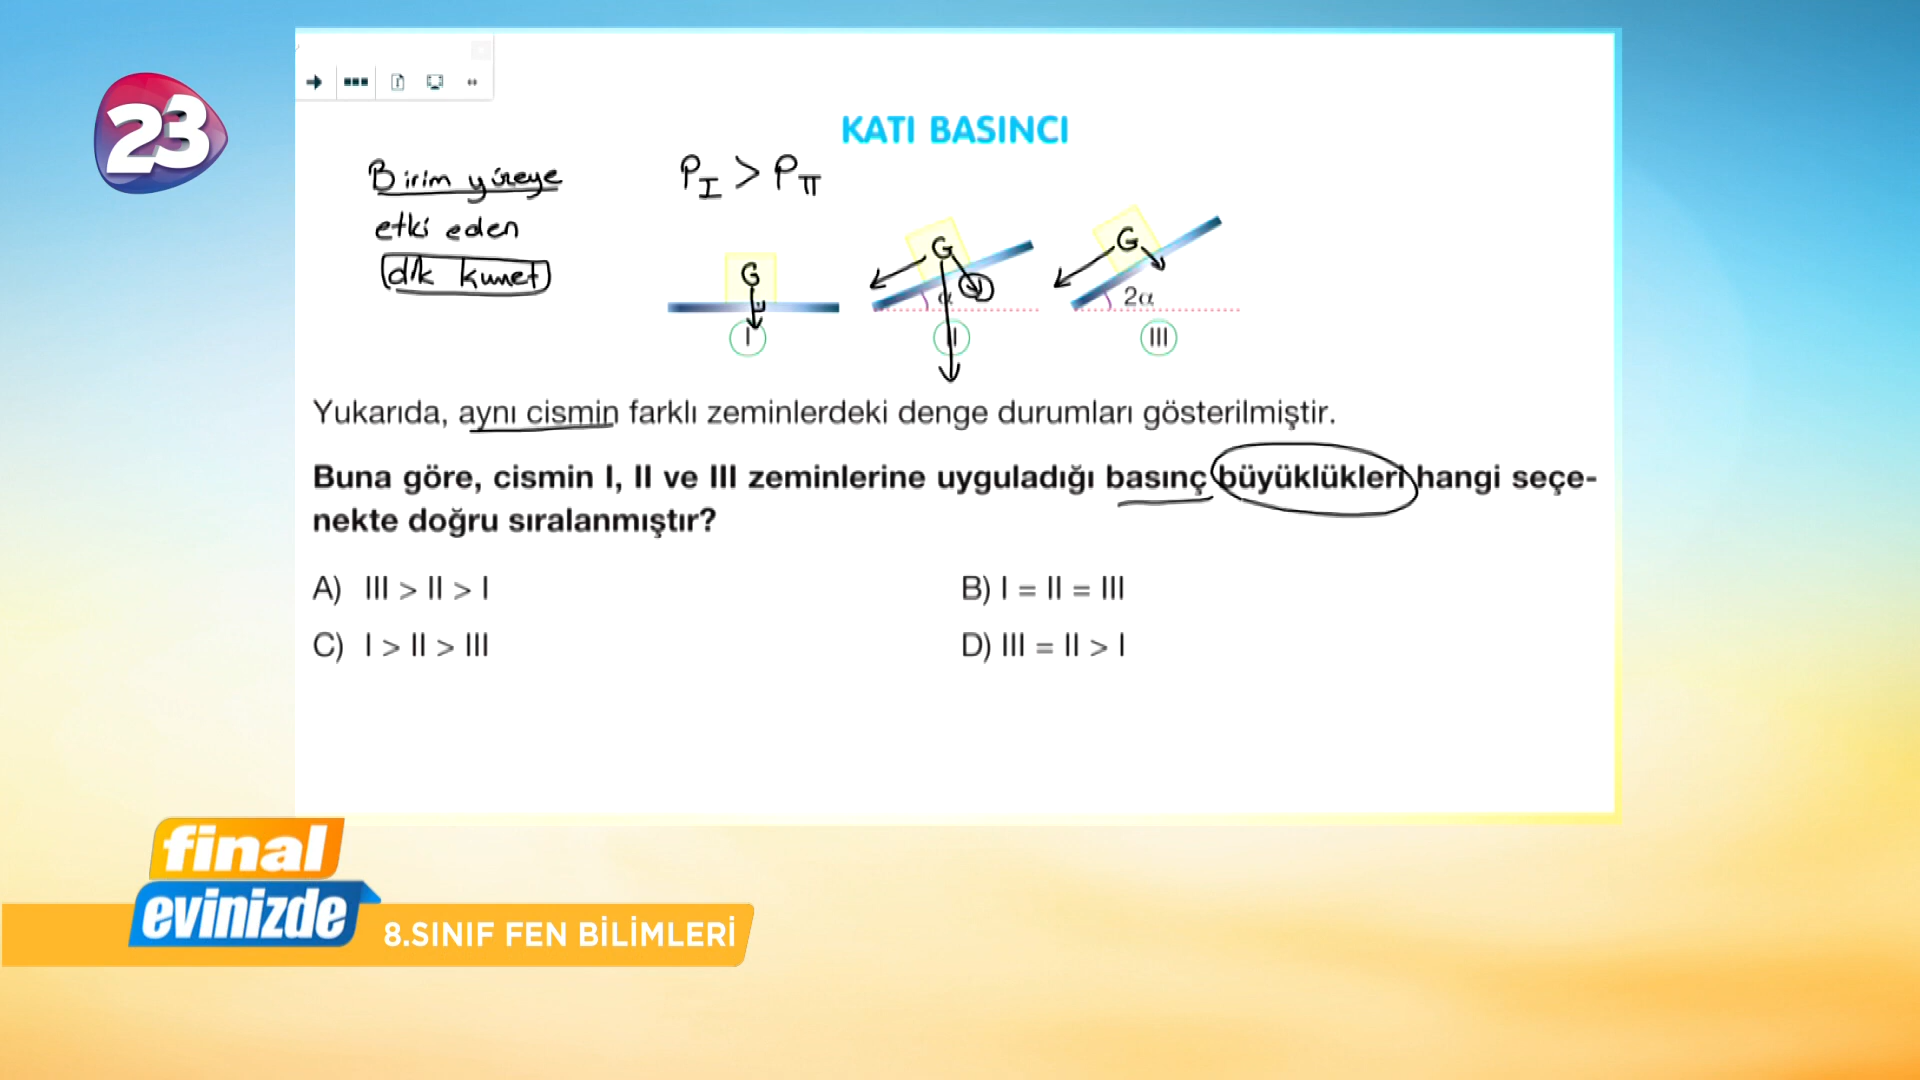 23
KATI BASINCI
Birim yüzeye
etki eden
dik kuvvet
P_I > P_II
G
G
G
α
2α
I
II
III
Yukarıda, aynı cismin farklı zeminlerdeki denge durumları gösterilmiştir.
Buna göre, cismin I, II ve III zeminlerine uyguladığı basınç büyüklükleri hangi seçe-
nekte doğru sıralanmıştır?
A) III > II > I
B) I = II = III
C) I > II > III
D) III = II > I
final
evinizde
8.SINIF FEN BİLİMLERİ